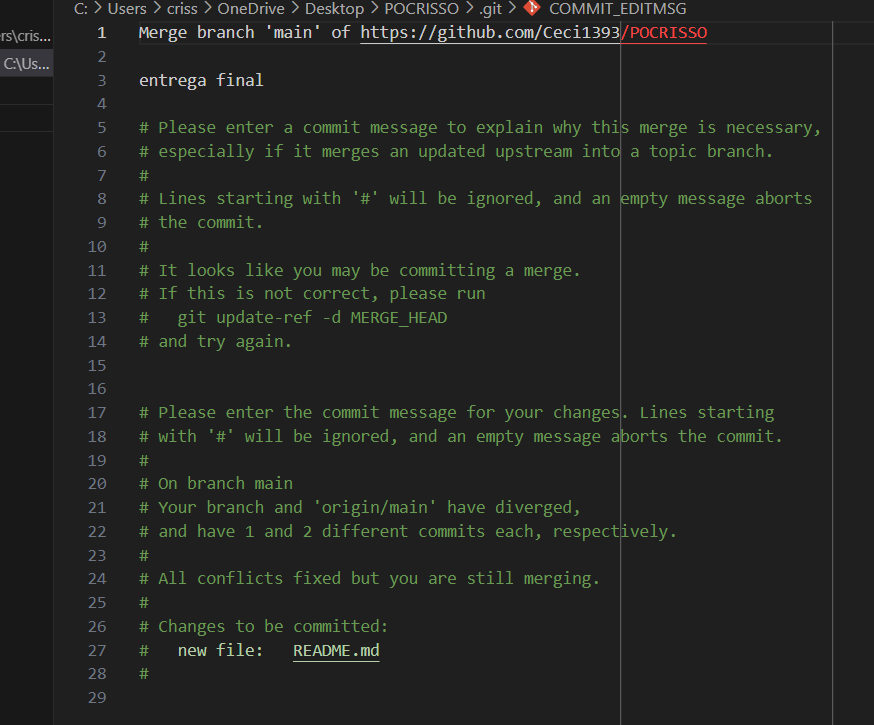 C: > Users > criss > OneDrive > Desktop > POCRISSO > .git > COMMIT_EDITMSG
rs\cris...
C:\Us...
1 Merge branch 'main' of https://github.com/Ceci1393/POCRISSO
2
3 entrega final
4
5 # Please enter a commit message to explain why this merge is necessary,
6 # especially if it merges an updated upstream into a topic branch.
7 #
8 # Lines starting with '#' will be ignored, and an empty message aborts
9 # the commit.
10 #
11 # It looks like you may be committing a merge.
12 # If this is not correct, please run
13 #   git update-ref -d MERGE_HEAD
14 # and try again.
15
16
17 # Please enter the commit message for your changes. Lines starting
18 # with '#' will be ignored, and an empty message aborts the commit.
19 #
20 # On branch main
21 # Your branch and 'origin/main' have diverged,
22 # and have 1 and 2 different commits each, respectively.
23 #
24 # All conflicts fixed but you are still merging.
25 #
26 # Changes to be committed:
27 #   new file:   README.md
28 #
29